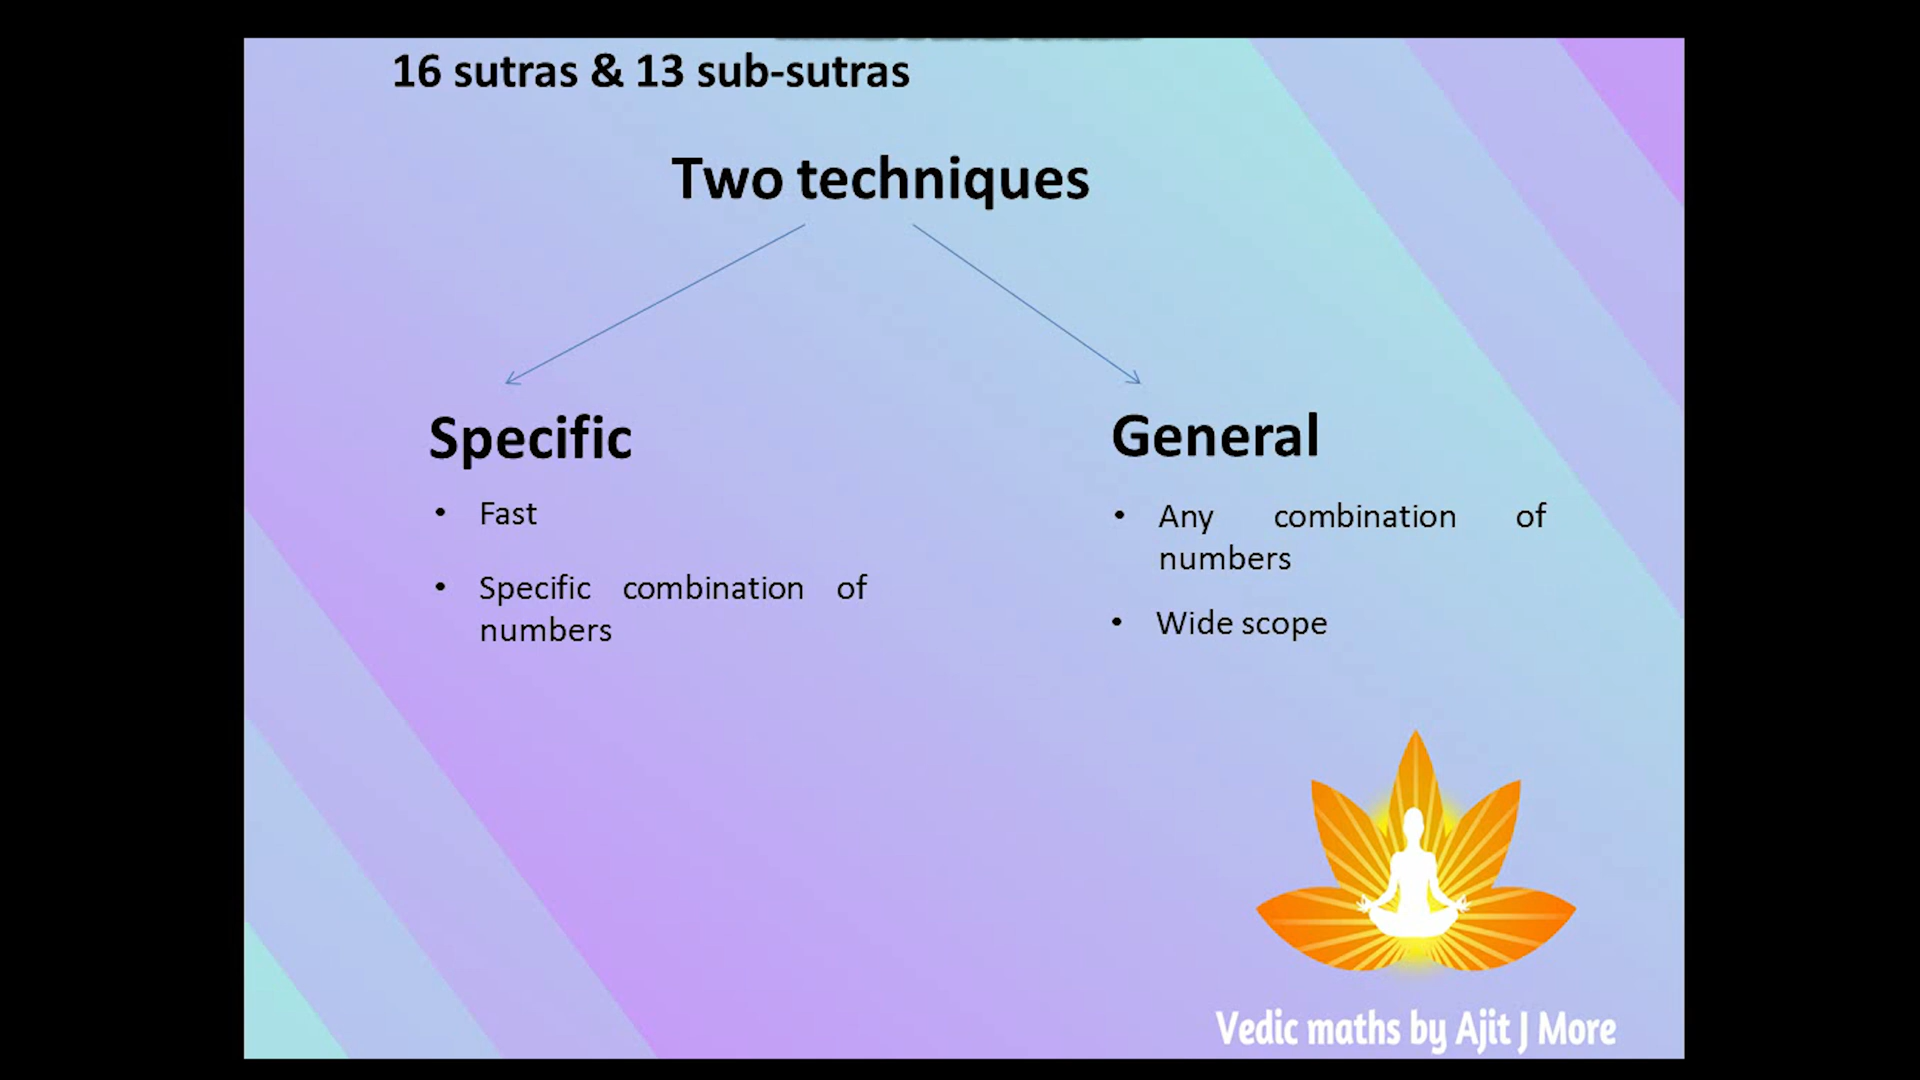 16 sutras & 13 sub-sutras
Two techniques
Specific
• Fast
• Specific combination of
numbers
General
• Any combination of
numbers
• Wide scope
Vedic maths by Ajit J More